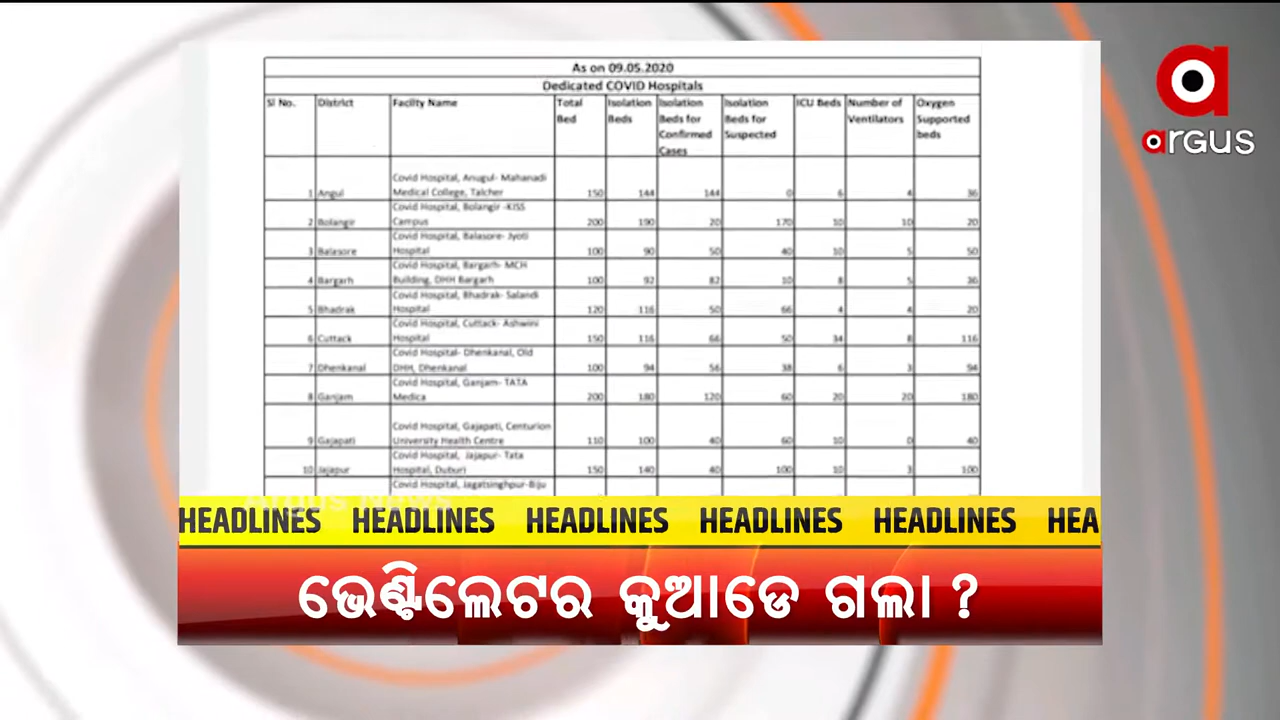 As on 09.05.2020
Dedicated COVID Hospitals
Sl No. District Facility Name Total Bed Isolation Beds Isolation Beds for Confirmed Cases Isolation Beds for Suspected ICU Beds Number of Ventilators Oxygen Supported beds
1 Angul Covid Hospital, Anugul- Mahanadi Medical College, Talcher 150 144 144 0 6 4 36
2 Bolangir Covid Hospital, Bolangir -KISS Campus 200 190 20 170 10 10 20
3 Balasore Covid Hospital, Balasore- Jyoti Hospital 100 90 50 40 10 5 50
4 Bargarh Covid Hospital, Bargarh- MCH Building, DHH Bargarh 100 92 82 10 8 5 36
5 Bhadrak Covid Hospital, Bhadrak- Salandi Hospital 120 116 50 66 4 4 20
6 Cuttack Covid Hospital, Cuttack- Ashwini Hospital 150 116 66 50 34 8 116
7 Dhenkanal Covid Hospital- Dhenkanal, Old DHH, Dhenkanal 100 94 56 38 6 3 94
8 Ganjam Covid Hospital, Ganjam- TATA Medica 200 180 120 60 20 20 180
9 Gajapati Covid Hospital, Gajapati, Centurion University Health Centre 110 100 40 60 10 0 40
10 Jajapur Covid Hospital, Jajapur- Tata Hospital, Duburi 150 140 40 100 10 3 100
Covid Hospital, Jagatsinghpur-Biju
Argus News
HEADLINES HEADLINES HEADLINES HEADLINES HEADLINES HEA
ଭେଣ୍ଟିଲେଟର କୁଆଡେ ଗଲା ?
a
argus